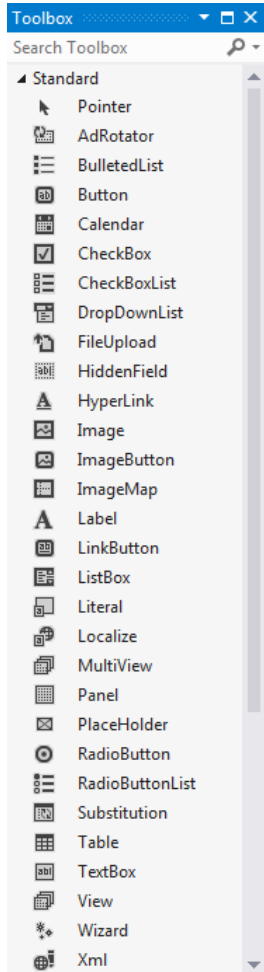 Toolbox
Search Toolbox
Standard
Pointer
AdRotator
BulletedList
Button
Calendar
CheckBox
CheckBoxList
DropDownList
FileUpload
HiddenField
HyperLink
Image
ImageButton
ImageMap
Label
LinkButton
ListBox
Literal
Localize
MultiView
Panel
PlaceHolder
RadioButton
RadioButtonList
Substitution
Table
TextBox
View
Wizard
Xml